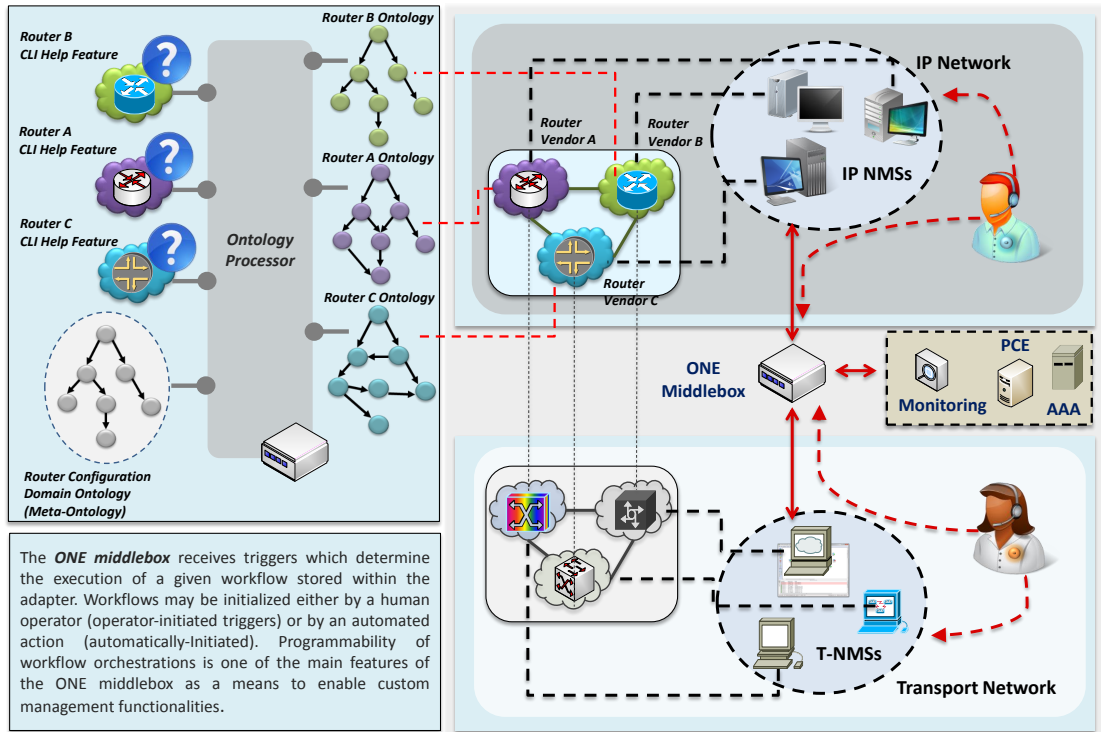 Router B
CLI Help Feature
Router A
CLI Help Feature
Router C
CLI Help Feature
Router Configuration
Domain Ontology
(Meta-Ontology)
Ontology
Processor
Router B Ontology
Router A Ontology
Router C Ontology
The ONE middlebox receives triggers which determine
the execution of a given workflow stored within the
adapter. Workflows may be initialized either by a human
operator (operator-initiated triggers) or by an automated
action (automatically-Initiated). Programmability of
workflow orchestrations is one of the main features of
the ONE middlebox as a means to enable custom
management functionalities.
Router
Vendor A
Router
Vendor B
Router
Vendor C
IP Network
IP NMSs
ONE
Middlebox
PCE
Monitoring
AAA
T-NMSs
Transport Network